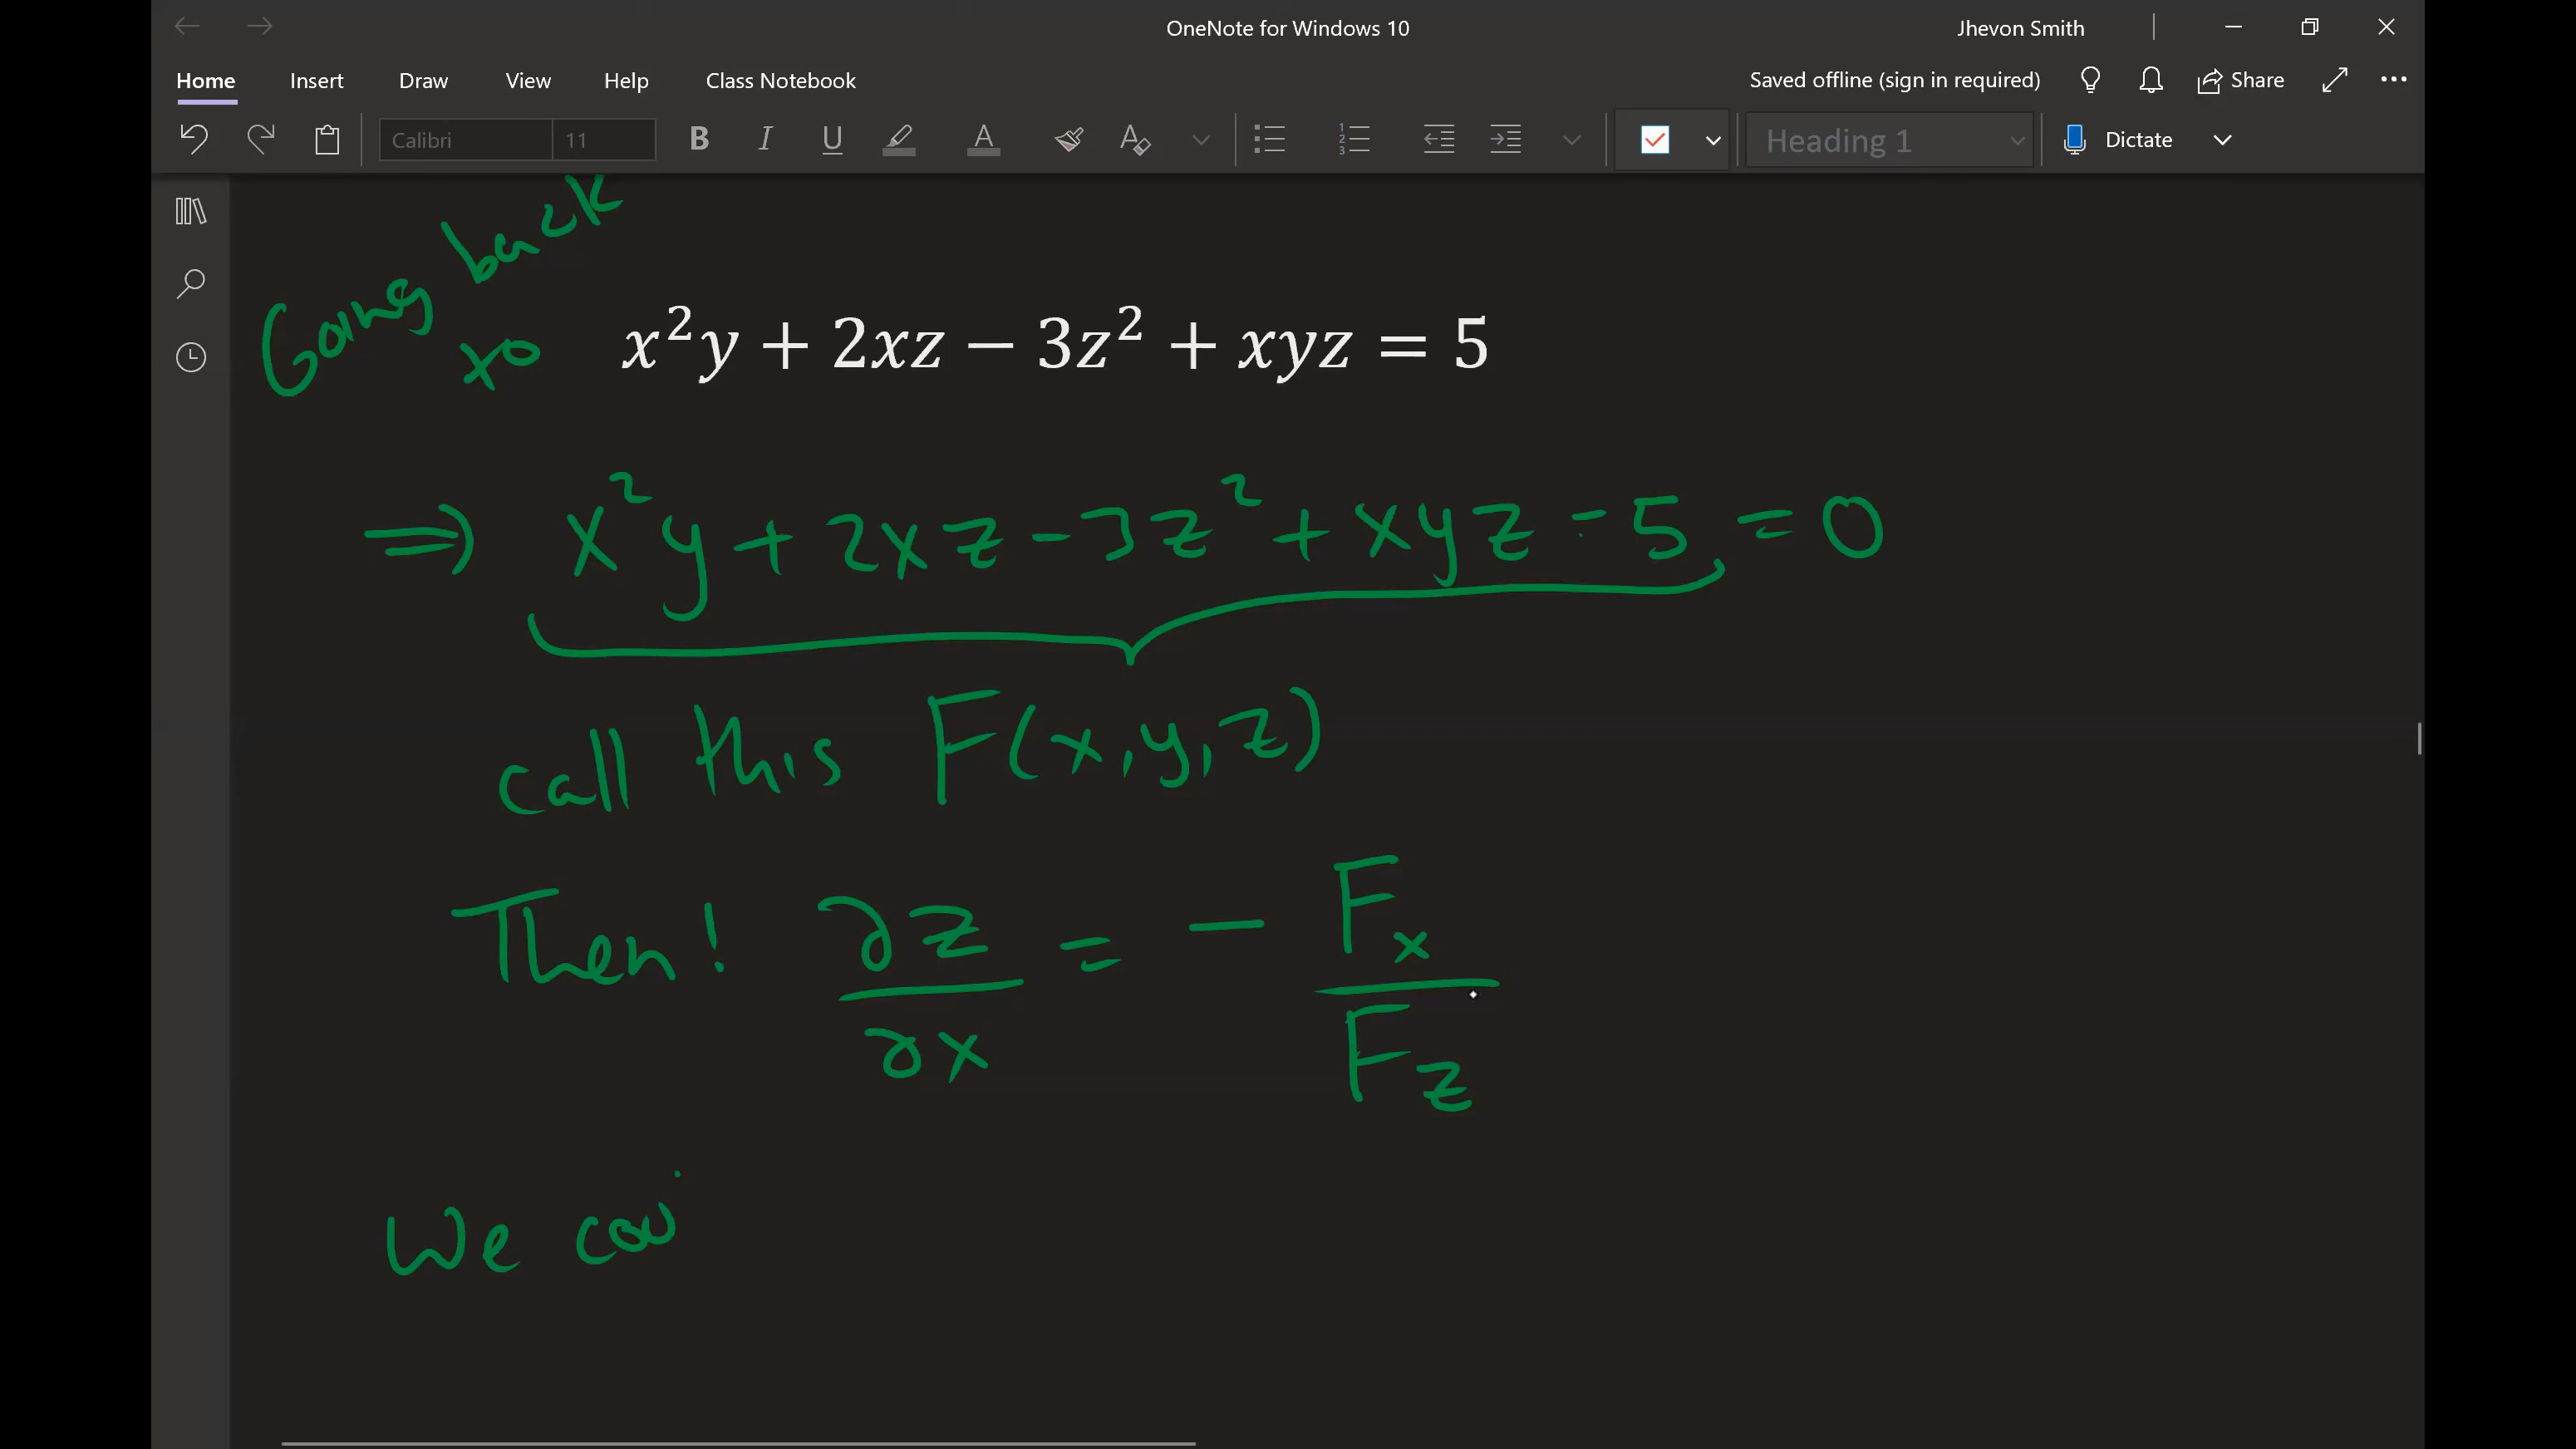 OneNote for Windows 10
Jhevon Smith
Home Insert Draw View Help Class Notebook
Saved offline (sign in required) Share
Calibri 11 B I U A A Heading 1 Dictate
Going back
to x²y + 2xz − 3z² + xyz = 5
⇒ x²y + 2xz - 3z² + xyz - 5 = 0
call this F(x,y,z)
Then! ∂z/∂x = - Fx/Fz
We cou